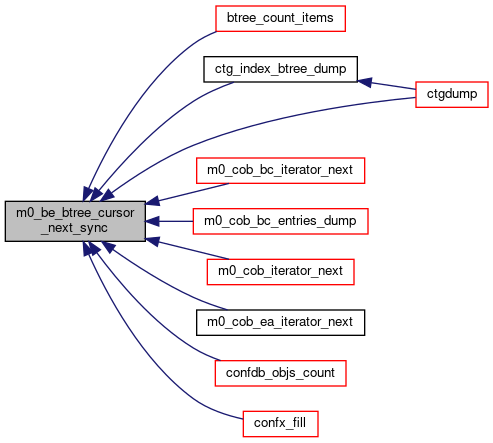 btree_count_items
ctg_index_btree_dump
ctgdump
m0_cob_bc_iterator_next
m0_be_btree_cursor
_next_sync
m0_cob_bc_entries_dump
m0_cob_iterator_next
m0_cob_ea_iterator_next
confdb_objs_count
confx_fill